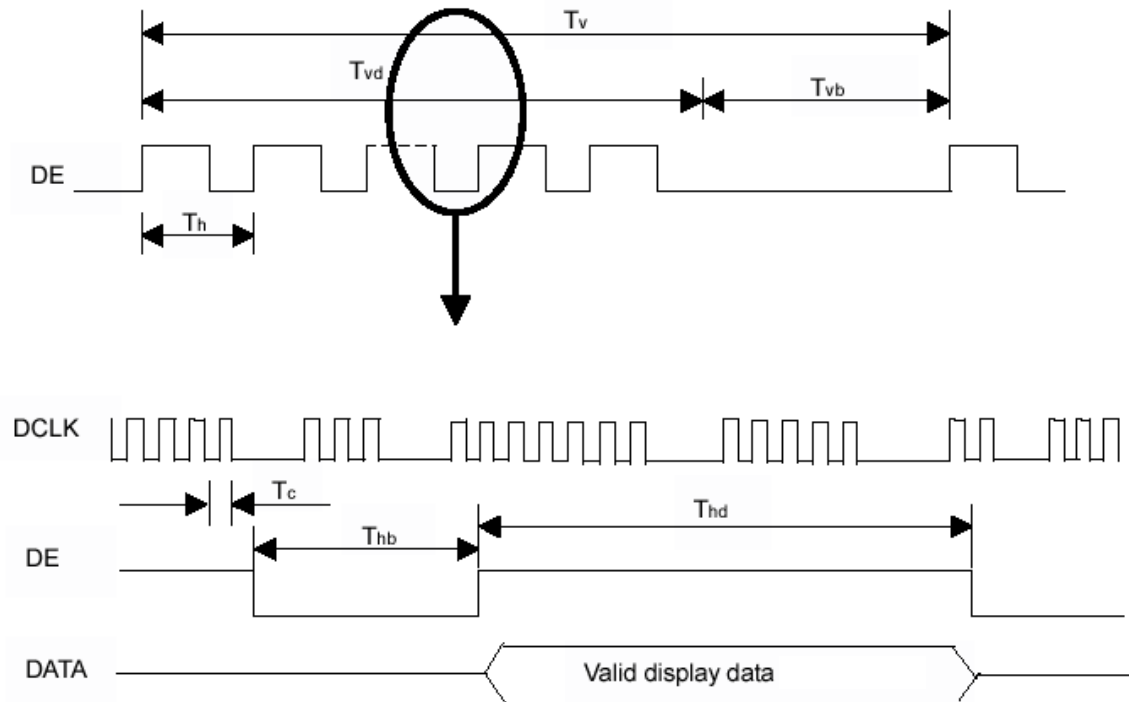 Tv
Tvd
Tvb
DE
Th
DCLK
Tc
Thb
Thd
DE
DATA
Valid display data